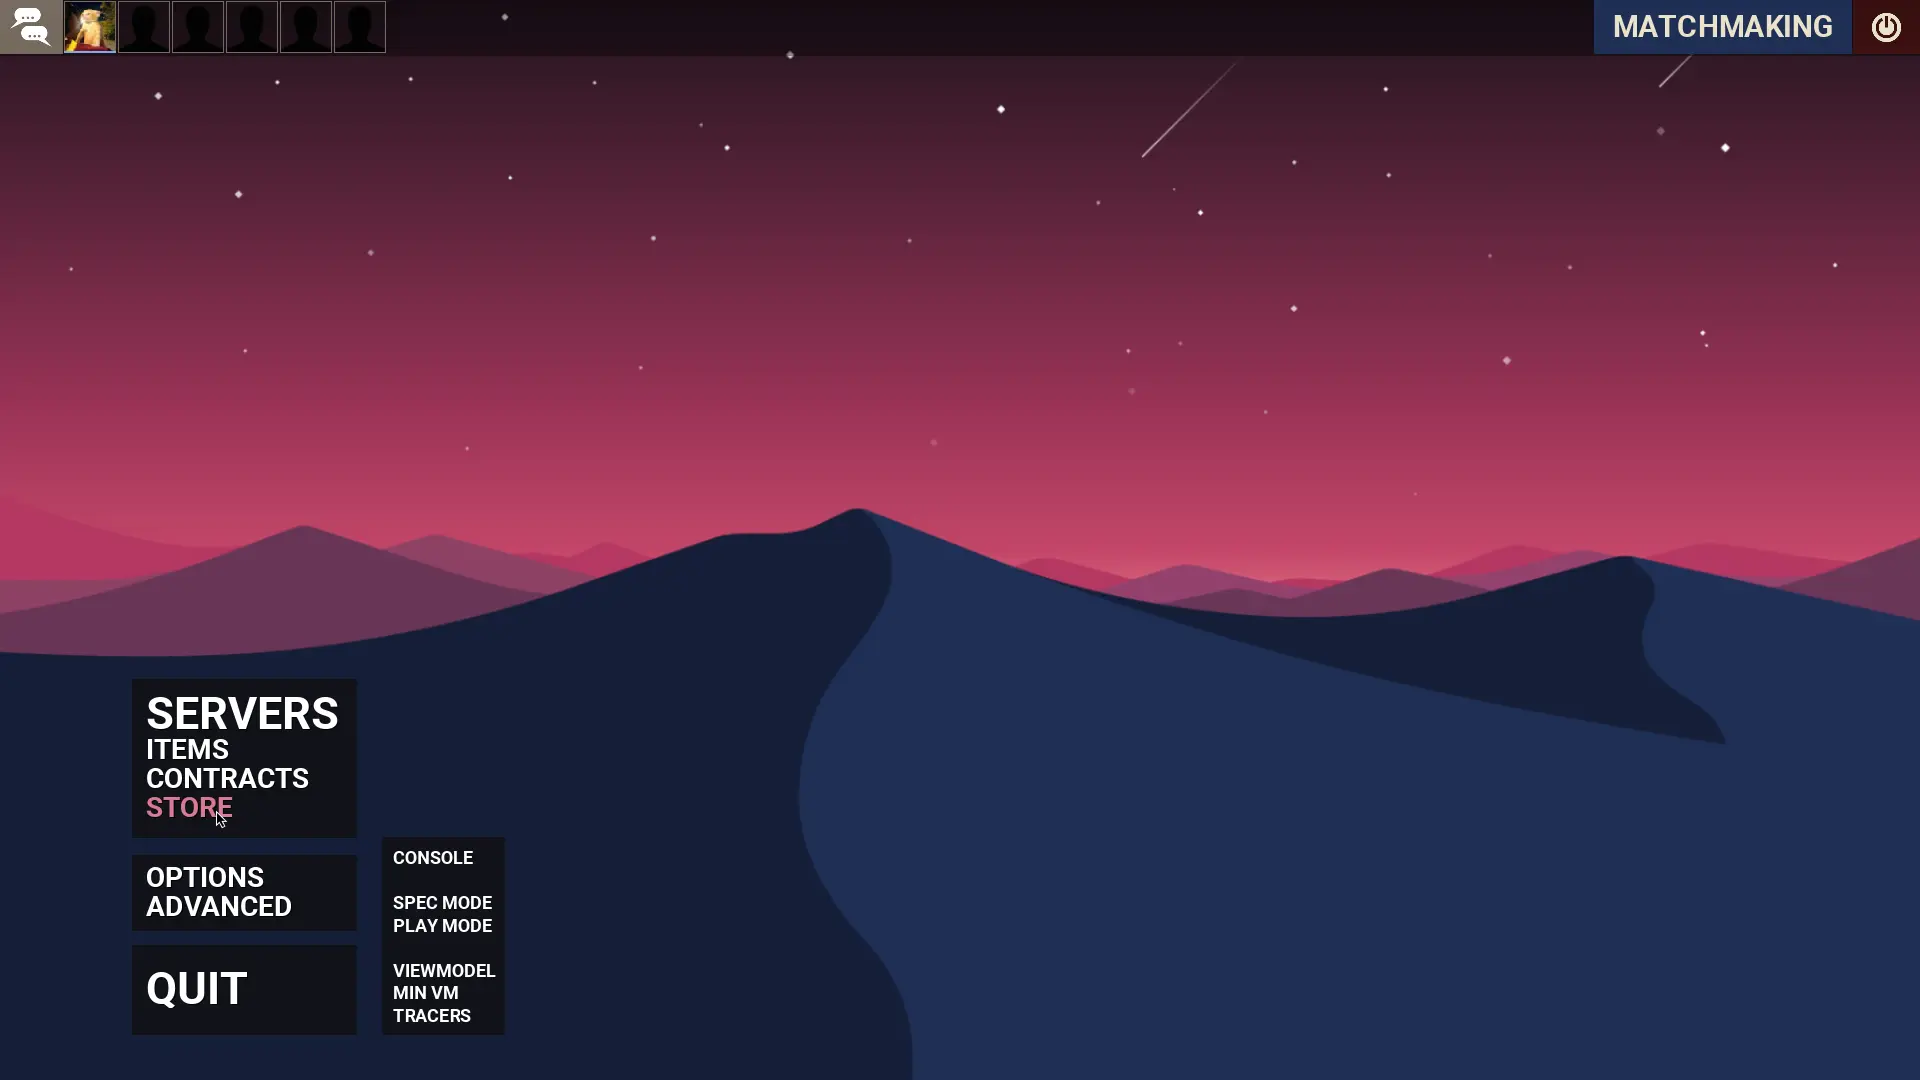 MATCHMAKING
SERVERS
ITEMS
CONTRACTS
STORE
OPTIONS
ADVANCED
QUIT
CONSOLE
SPEC MODE
PLAY MODE
VIEWMODEL
MIN VM
TRACERS